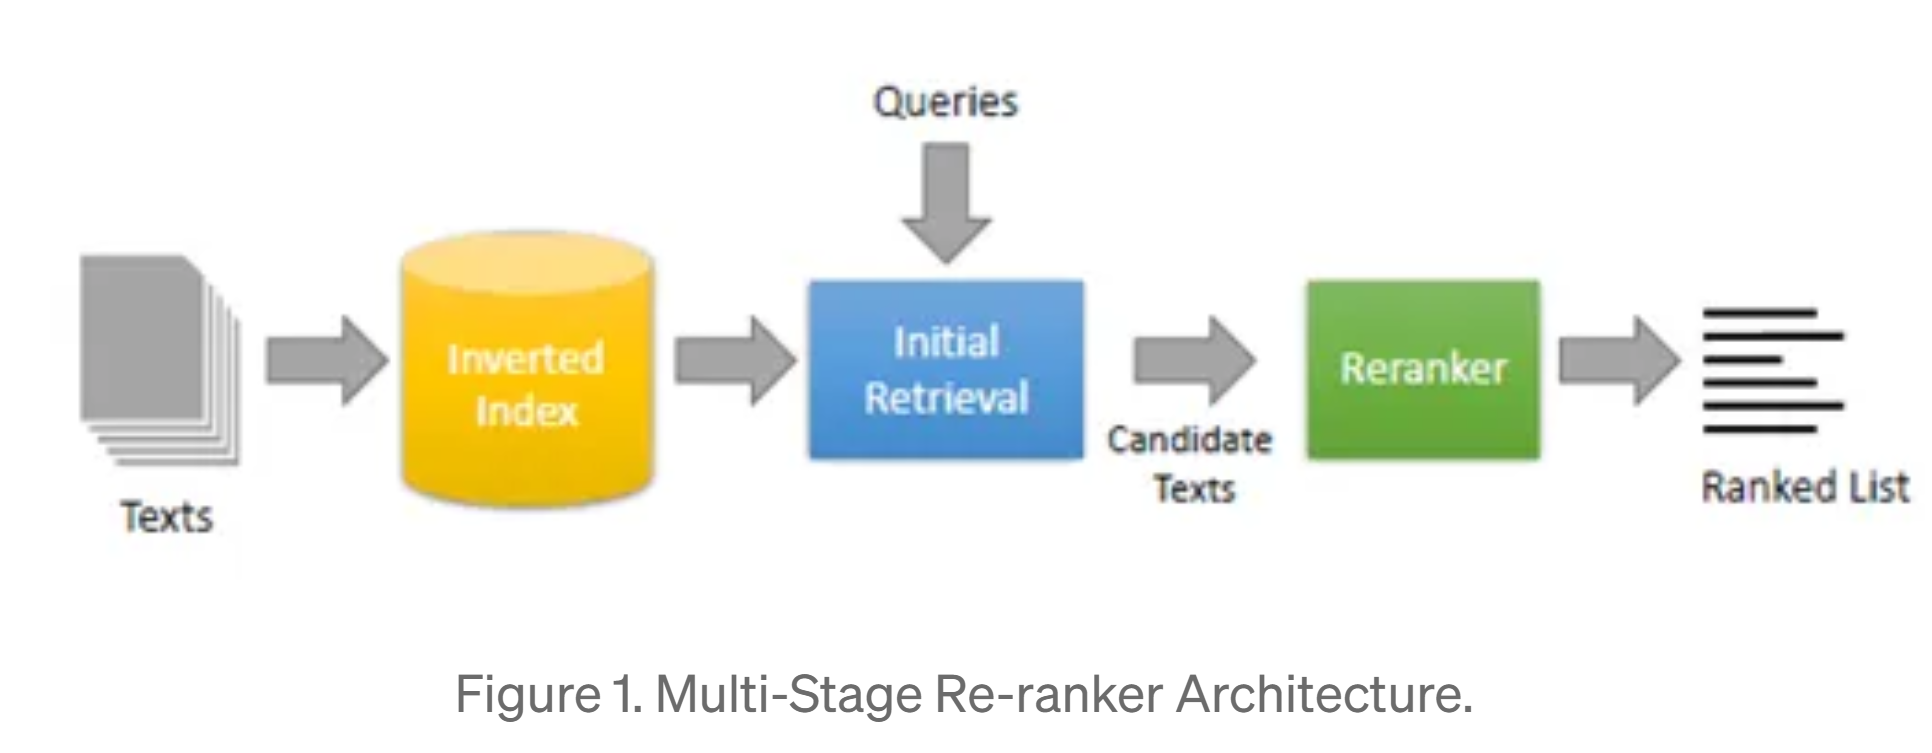 Queries
Texts
Inverted
Index
Initial
Retrieval
Candidate
Texts
Reranker
Ranked List
Figure 1. Multi-Stage Re-ranker Architecture.